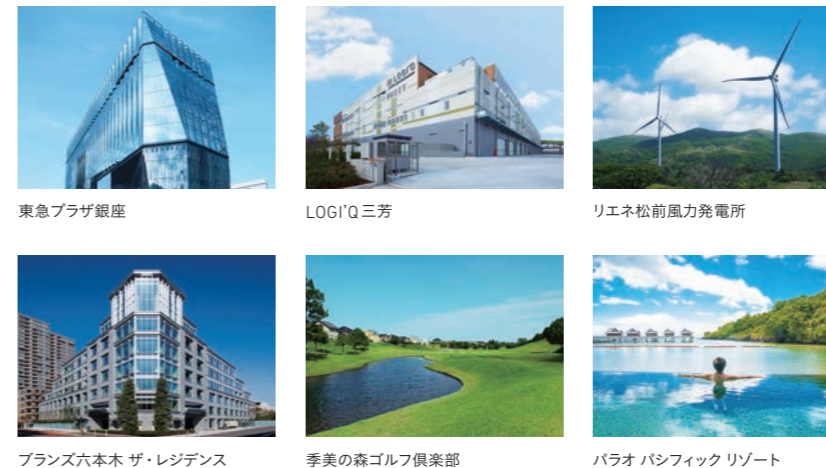 LOGI'Q
東急プラザ銀座
LOGI'Q 三芳
リエネ松前風力発電所
ブランズ六本木 ザ・レジデンス
季美の森ゴルフ倶楽部
パラオ パシフィック リゾート